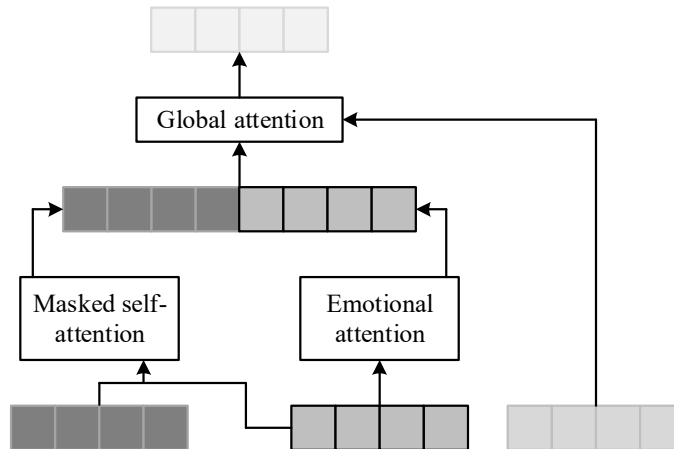 Global attention
Masked self-
attention
Emotional
attention